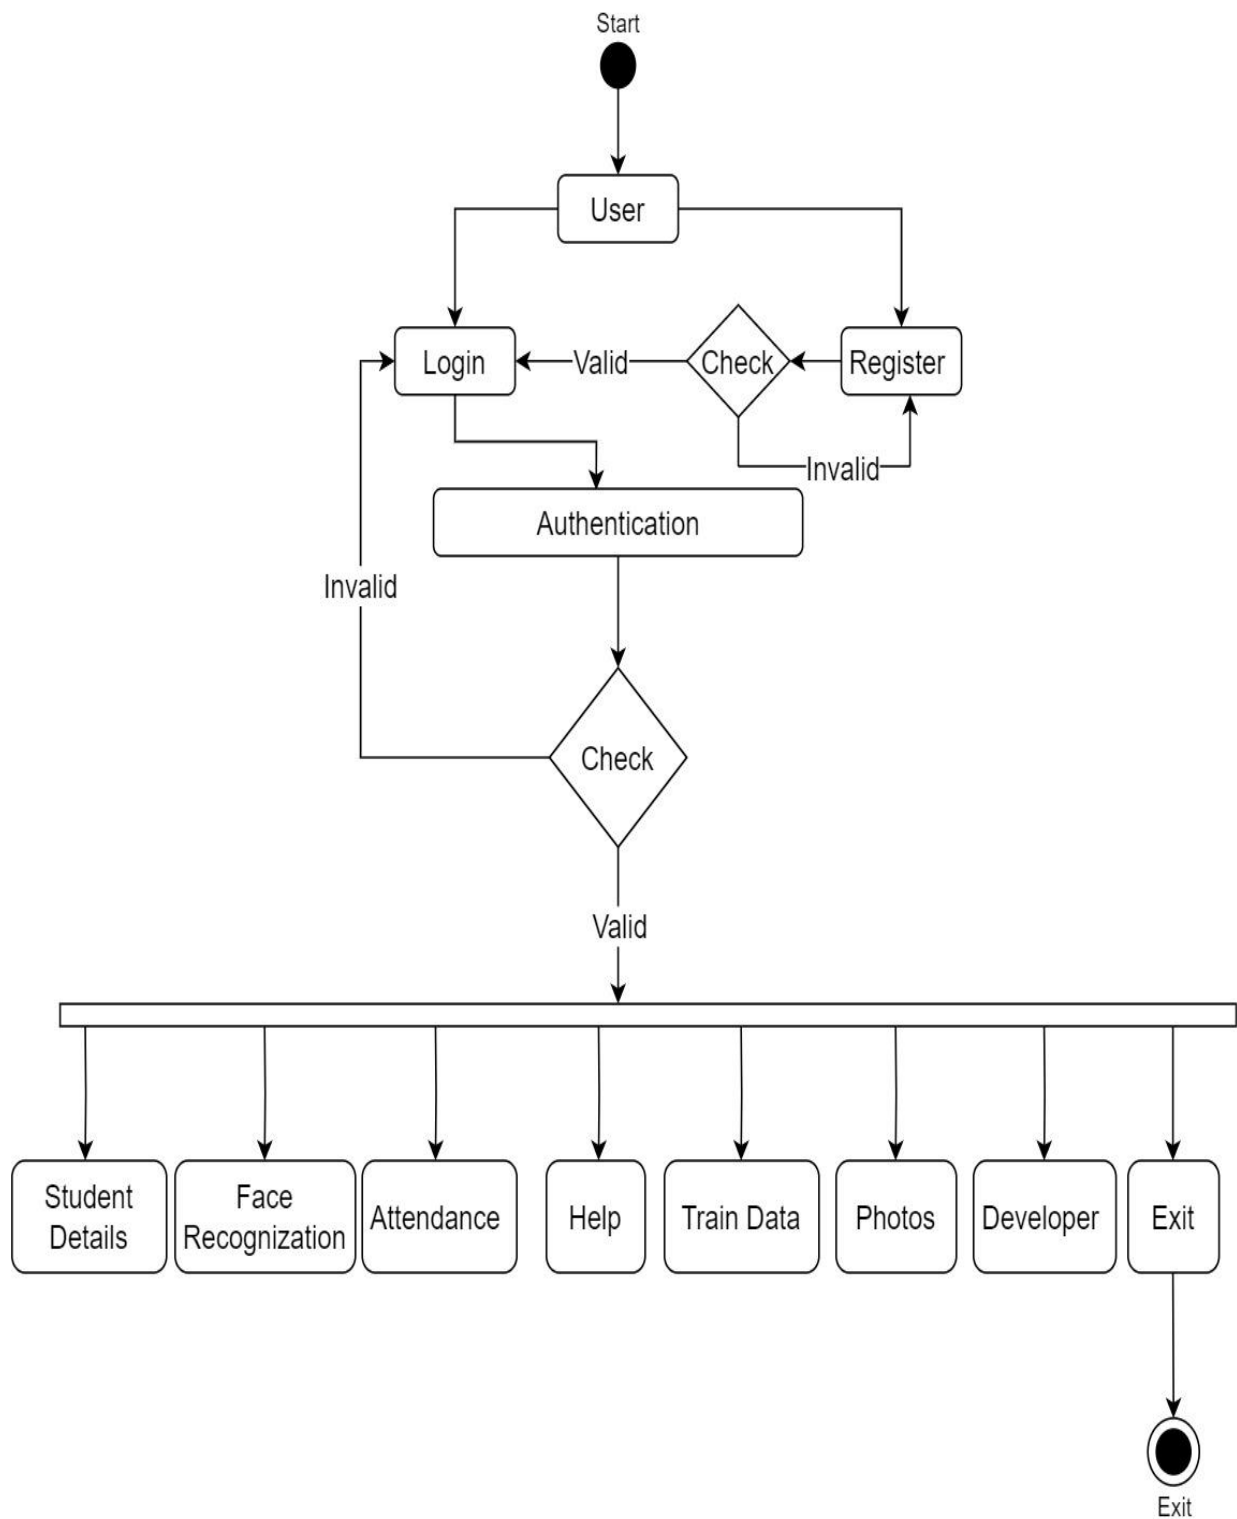 Start
User
Login
Valid
Check
Register
Invalid
Authentication
Invalid
Check
Valid
Student
Details
Face
Recognization
Attendance
Help
Train Data
Photos
Developer
Exit
Exit